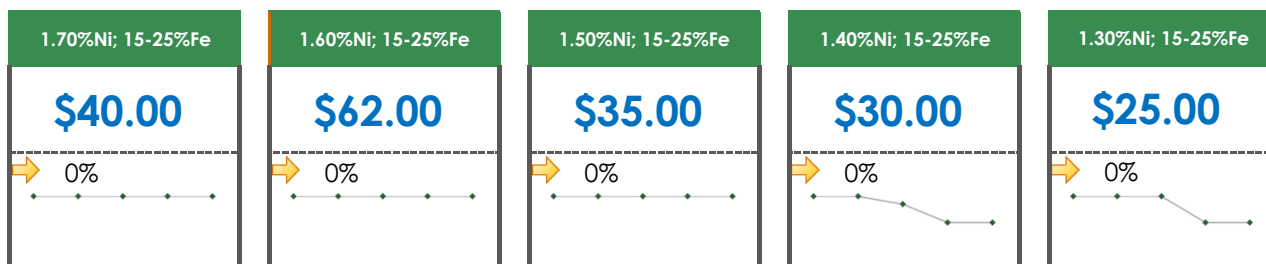 1.70%Ni; 15-25%Fe
$40.00
0%
1.60%Ni; 15-25%Fe
$62.00
0%
1.50%Ni; 15-25%Fe
$35.00
0%
1.40%Ni; 15-25%Fe
$30.00
0%
1.30%Ni; 15-25%Fe
$25.00
0%